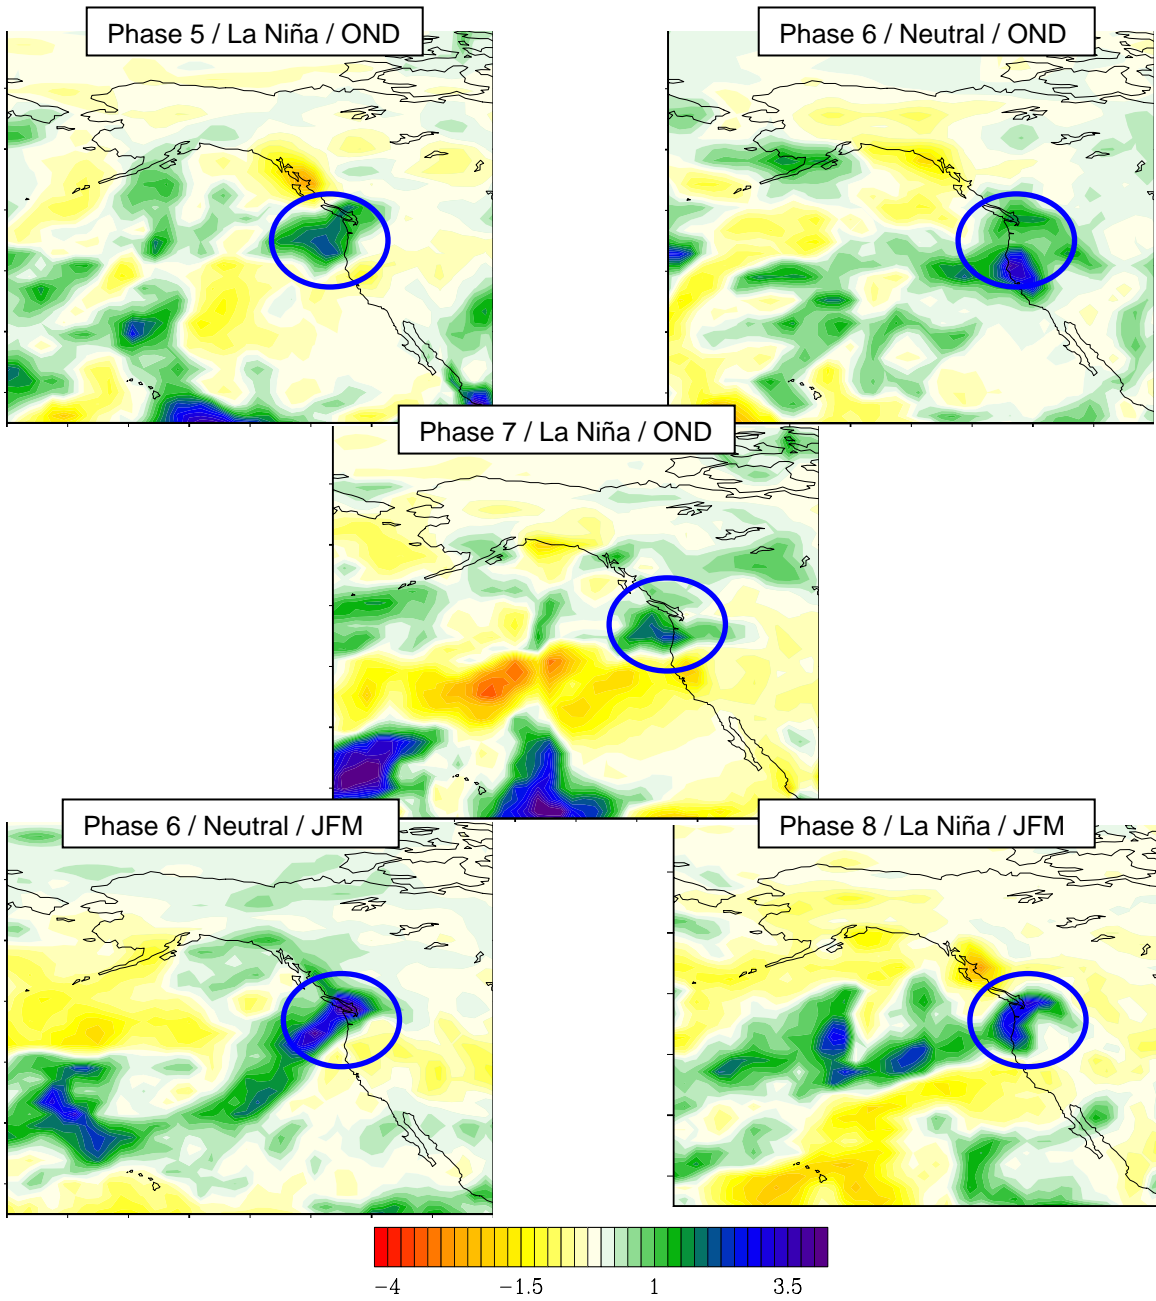 Phase 5 / La Niña / OND
Phase 6 / Neutral / OND
Phase 7 / La Niña / OND
Phase 6 / Neutral / JFM
Phase 8 / La Niña / JFM
−4 −1.5 1 3.5